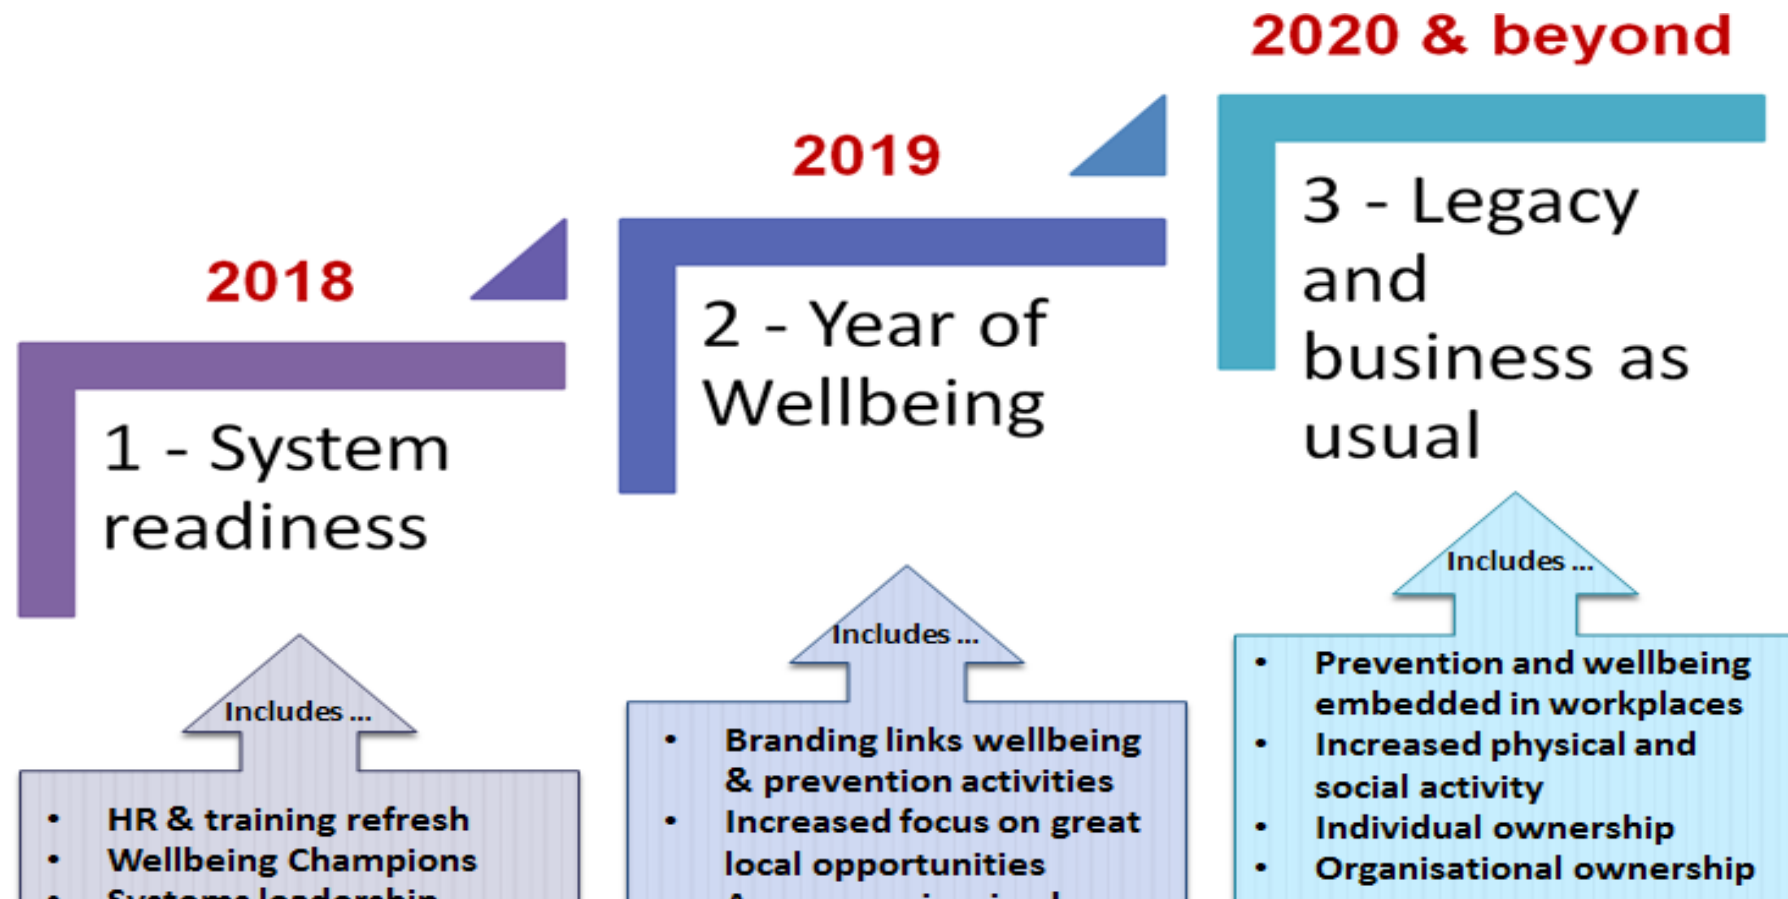 2018
1 - System
readiness
Includes ...
• HR & training refresh
• Wellbeing Champions
• Systems leadership
2019
2 - Year of
Wellbeing
Includes ...
• Branding links wellbeing
& prevention activities
• Increased focus on great
local opportunities
2020 & beyond
3 - Legacy
and
business as
usual
Includes ...
• Prevention and wellbeing
embedded in workplaces
• Increased physical and
social activity
• Individual ownership
• Organisational ownership